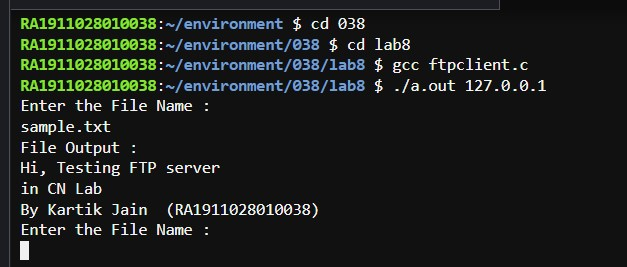 RA1911028010038:~/environment $ cd 038
RA1911028010038:~/environment/038 $ cd lab8
RA1911028010038:~/environment/038/lab8 $ gcc ftpclient.c
RA1911028010038:~/environment/038/lab8 $ ./a.out 127.0.0.1
Enter the File Name :
sample.txt
File Output :
Hi, Testing FTP server
in CN Lab
By Kartik Jain  (RA1911028010038)
Enter the File Name :